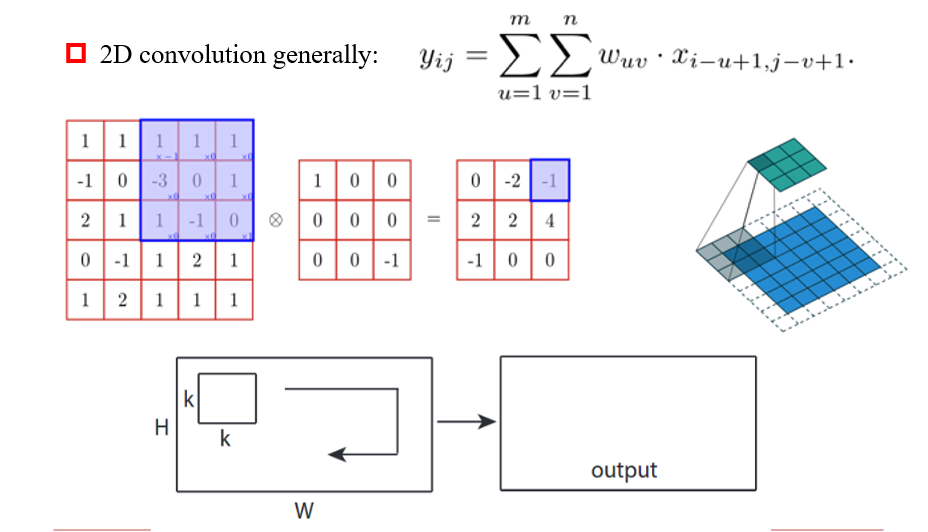 2D convolution generally: y_{ij} = \sum_{u=1}^{m} \sum_{v=1}^{n} w_{uv} · x_{i-u+1,j-v+1}.
1 1 1 1 1
×-1 ×0 ×0
-1 0 -3 0 1 1 0 0 0 -2 -1
×0 ×0 ×0
2 1 1 -1 0 ⊗ 0 0 0 = 2 2 4
×0 ×0 ×1
0 -1 1 2 1 0 0 -1 -1 0 0
1 2 1 1 1
k
H
k
output
W